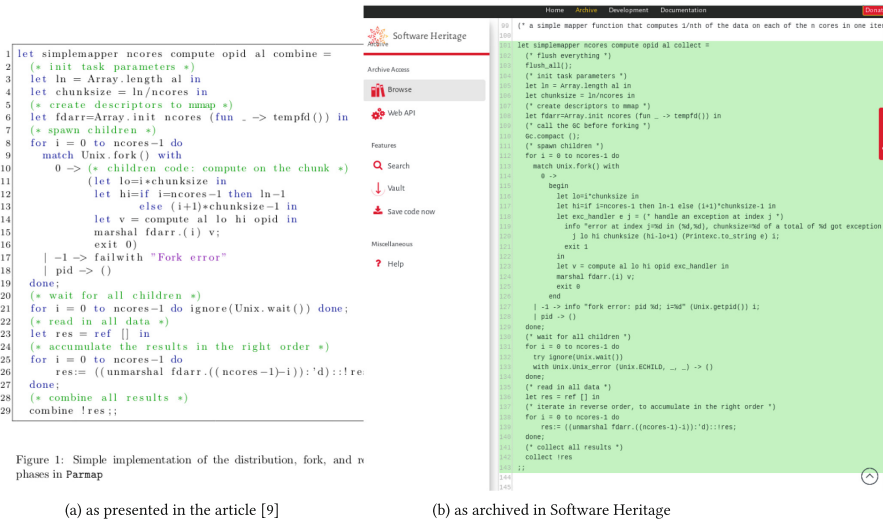 1 let simplemapper ncores compute opid al combine =
2 (* init task parameters *)
3 let ln = Array.length al in
4 let chunksize = ln/ncores in
5 (* create descriptors to mmap *)
6 let fdarr=Array.init ncores (fun _ -> tempfd()) in
7 (* spawn children *)
8 for i = 0 to ncores-1 do
9 match Unix.fork() with
10 0 -> (* children code: compute on the chunk *)
11 (let lo=i*chunksize in
12 let hi=if i=ncores-1 then ln-1
13 else (i+1)*chunksize-1 in
14 let v = compute al lo hi opid in
15 marshal fdarr.(i) v;
16 exit 0)
17 | -1 -> failwith "Fork error"
18 | pid -> ()
19 done;
20 (* wait for all children *)
21 for i = 0 to ncores-1 do ignore(Unix.wait()) done;
22 (* read in all data *)
23 let res = ref [] in
24 (* accumulate the results in the right order *)
25 for i = 0 to ncores-1 do
26 res:= ((unmarshal fdarr.((ncores-1)-i)):'d)::!re
27 done;
28 (* combine all results *)
29 combine !res;;
Figure 1: Simple implementation of the distribution, fork, and re
phases in Parmap
(a) as presented in the article [9]
Home Archive Development Documentation Donat
Software Heritage
Archive
Archive Access
Browse
Web API
Features
Search
Vault
Save code now
Miscellaneous
Help
99 (* a simple mapper function that computes 1/nth of the data on each of the n cores in one ite
100
101 let simplemapper ncores compute opid al collect =
102 (* flush everything *)
103 flush_all();
104 (* init task parameters *)
105 let ln = Array.length al in
106 let chunksize = ln/ncores in
107 (* create descriptors to mmap *)
108 let fdarr=Array.init ncores (fun _ -> tempfd()) in
109 (* call the GC before forking *)
110 Gc.compact ();
111 (* spawn children *)
112 for i = 0 to ncores-1 do
113 match Unix.fork() with
114 0 ->
115 begin
116 let lo=i*chunksize in
117 let hi=if i=ncores-1 then ln-1 else (i+1)*chunksize-1 in
118 let exc_handler e j = (* handle an exception at index j *)
119 info "error at index j=%d in (%d,%d), chunksize=%d of a total of %d got exception
120 j lo hi chunksize (hi-lo+1) (Printexc.to_string e) i;
121 exit 1
122 in
123 let v = compute al lo hi opid exc_handler in
124 marshal fdarr.(i) v;
125 exit 0
126 end
127 | -1 -> info "fork error: pid %d; i=%d" (Unix.getpid()) i;
128 | pid -> ()
129 done;
130 (* wait for all children *)
131 for i = 0 to ncores-1 do
132 try ignore(Unix.wait())
133 with Unix.Unix_error (Unix.ECHILD, _, _) -> ()
134 done;
135 (* read in all data *)
136 let res = ref [] in
137 (* iterate in reverse order, to accumulate in the right order *)
138 for i = 0 to ncores-1 do
139 res:= ((unmarshal fdarr.((ncores-1)-i)):'d)::!res;
140 done;
141 (* collect all results *)
142 collect !res
143 ;;
144
145
(b) as archived in Software Heritage